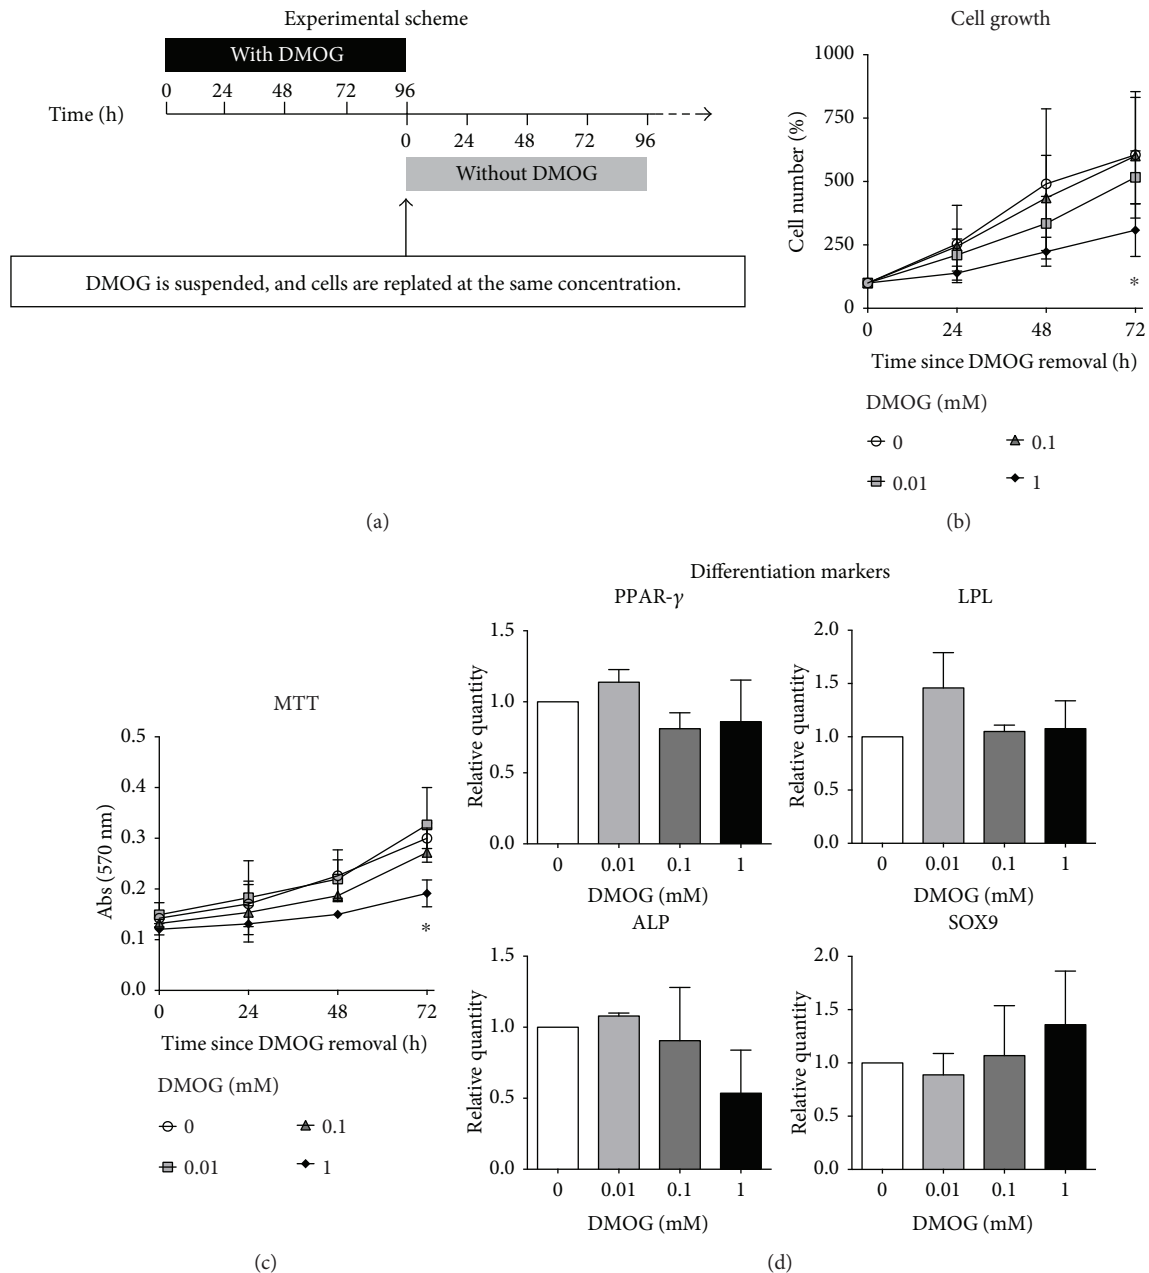 Experimental scheme
With DMOG
0 24 48 72 96
Time (h)
0 24 48 72 96
Without DMOG
DMOG is suspended, and cells are replated at the same concentration.
(a)
Cell growth
1000
750
500
250
0
Cell number (%)
0 24 48 72
*
Time since DMOG removal (h)
DMOG (mM)
0 0.1
0.01 1
(b)
MTT
0.5
0.4
0.3
0.2
0.1
0.0
Abs (570 nm)
*
0 24 48 72
Time since DMOG removal (h)
DMOG (mM)
0 0.1
0.01 1
(c)
Differentiation markers
PPAR-γ
1.5
1.0
0.5
0.0
Relative quantity
0 0.01 0.1 1
DMOG (mM)
LPL
2.0
1.5
1.0
0.5
0.0
Relative quantity
0 0.01 0.1 1
DMOG (mM)
ALP
1.5
1.0
0.5
0.0
Relative quantity
0 0.01 0.1 1
DMOG (mM)
SOX9
2.0
1.5
1.0
0.5
0.0
Relative quantity
0 0.01 0.1 1
DMOG (mM)
(d)